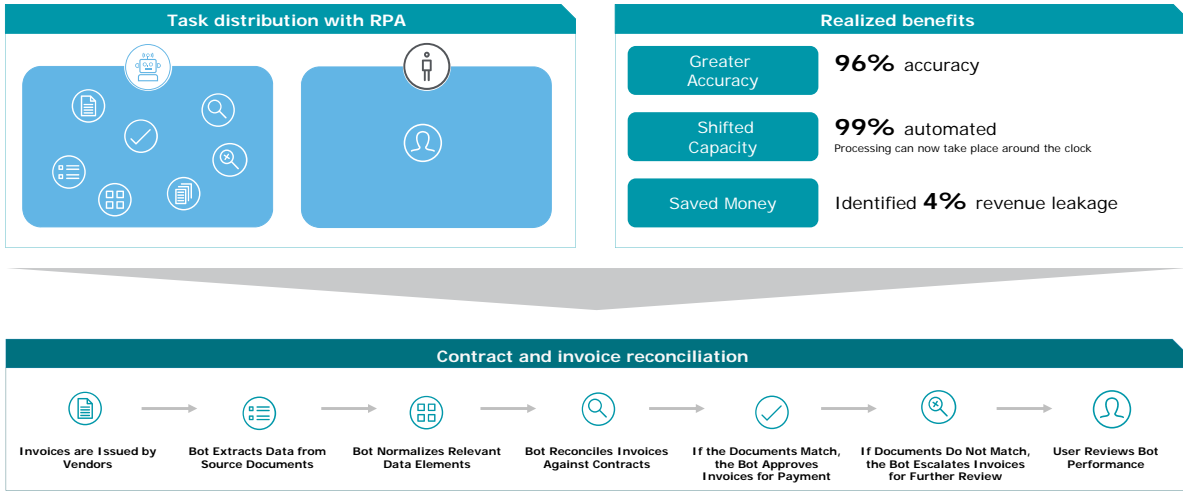 Task distribution with RPA
Realized benefits
Greater
Accuracy
96% accuracy
Shifted
Capacity
99% automated
Processing can now take place around the clock
Saved Money
Identified 4% revenue leakage
Contract and invoice reconciliation
Invoices are Issued by
Vendors
Bot Extracts Data from
Source Documents
Bot Normalizes Relevant
Data Elements
Bot Reconciles Invoices
Against Contracts
If the Documents Match,
the Bot Approves
Invoices for Payment
If Documents Do Not Match,
the Bot Escalates Invoices
for Further Review
User Reviews Bot
Performance